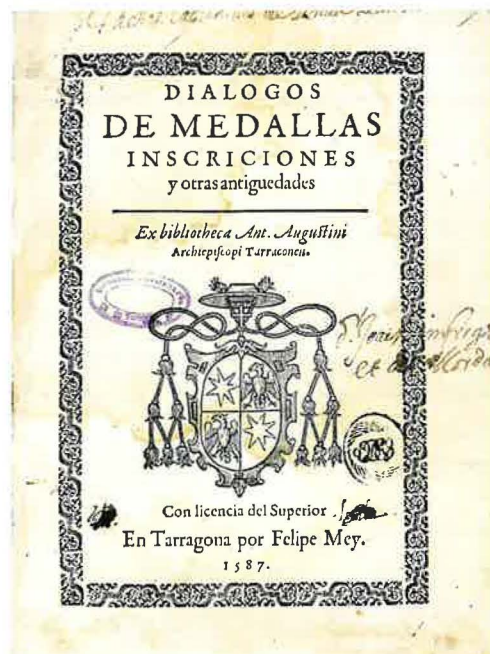 DIALOGOS
DE MEDALLAS
INSCRICIONES
y otras antiguedades
Ex bibliotheca Ant. Augustini
Archiepiscopi Tarraconen.
Con licencia del Superior
En Tarragona por Felipe Mey.
1587.